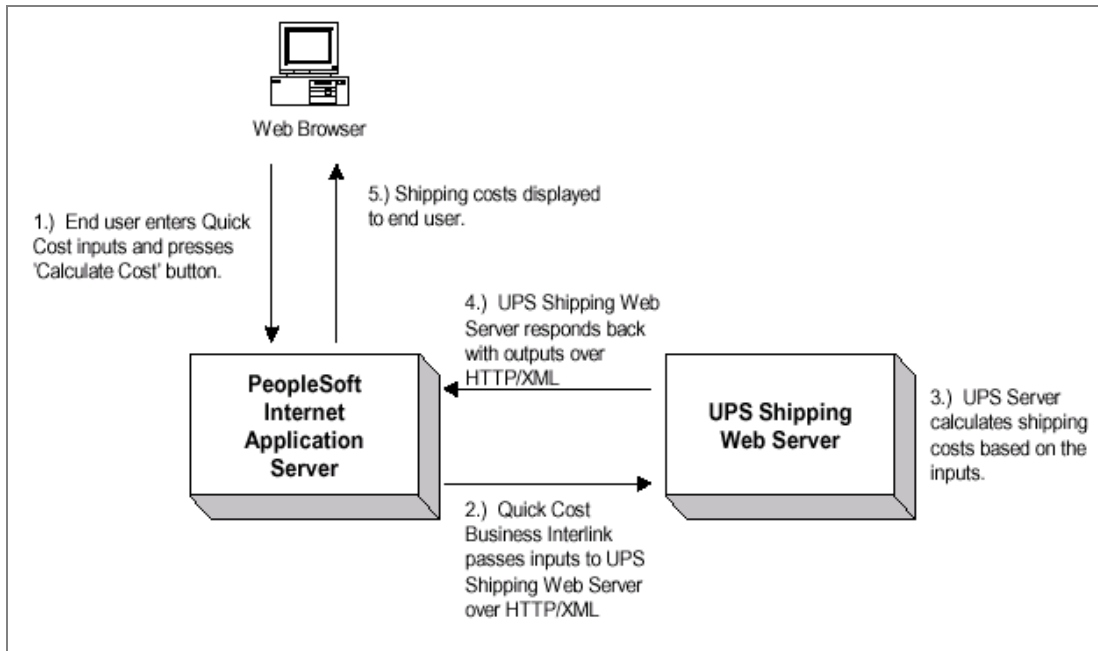 Web Browser
1.) End user enters Quick
Cost inputs and presses
'Calculate Cost' button.
5.) Shipping costs displayed
to end user.
4.) UPS Shipping Web
Server responds back
with outputs over
HTTP/XML
PeopleSoft
Internet
Application
Server
UPS Shipping
Web Server
3.) UPS Server
calculates shipping
costs based on the
inputs.
2.) Quick Cost
Business Interlink
passes inputs to UPS
Shipping Web Server
over HTTP/XML